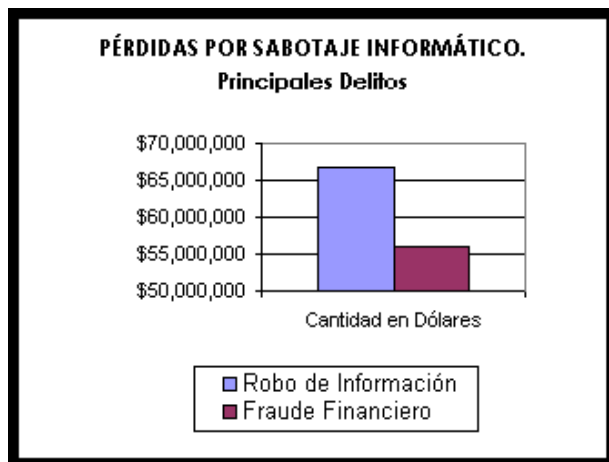 PÉRDIDAS POR SABOTAJE INFORMÁTICO.
Principales Delitos
$70,000,000
$65,000,000
$60,000,000
$55,000,000
$50,000,000
Cantidad en Dólares
Robo de Información
Fraude Financiero